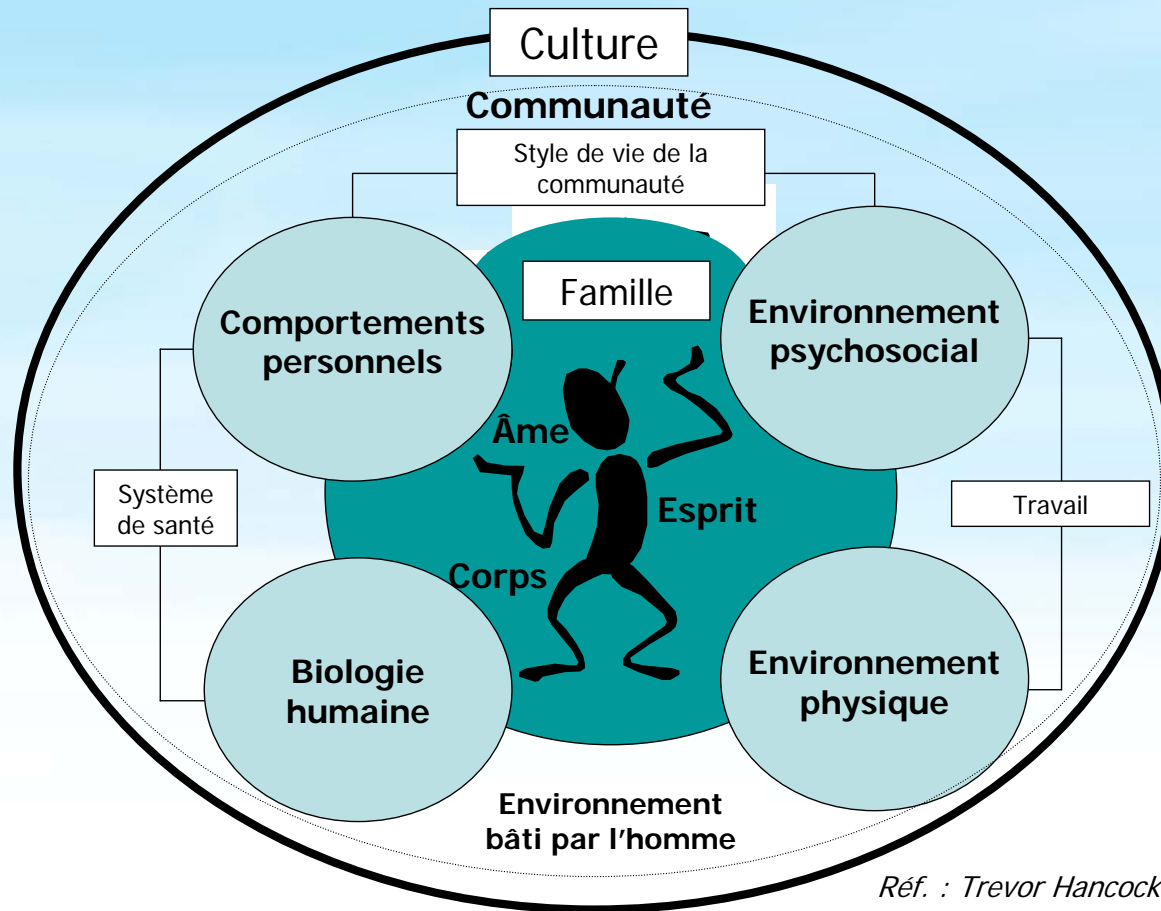 Culture
Communauté
Style de vie de la
communauté
Famille
Comportements
personnels
Environnement
psychosocial
Âme
Esprit
Corps
Système
de santé
Travail
Biologie
humaine
Environnement
physique
Environnement
bâti par l'homme
Réf. : Trevor Hancock